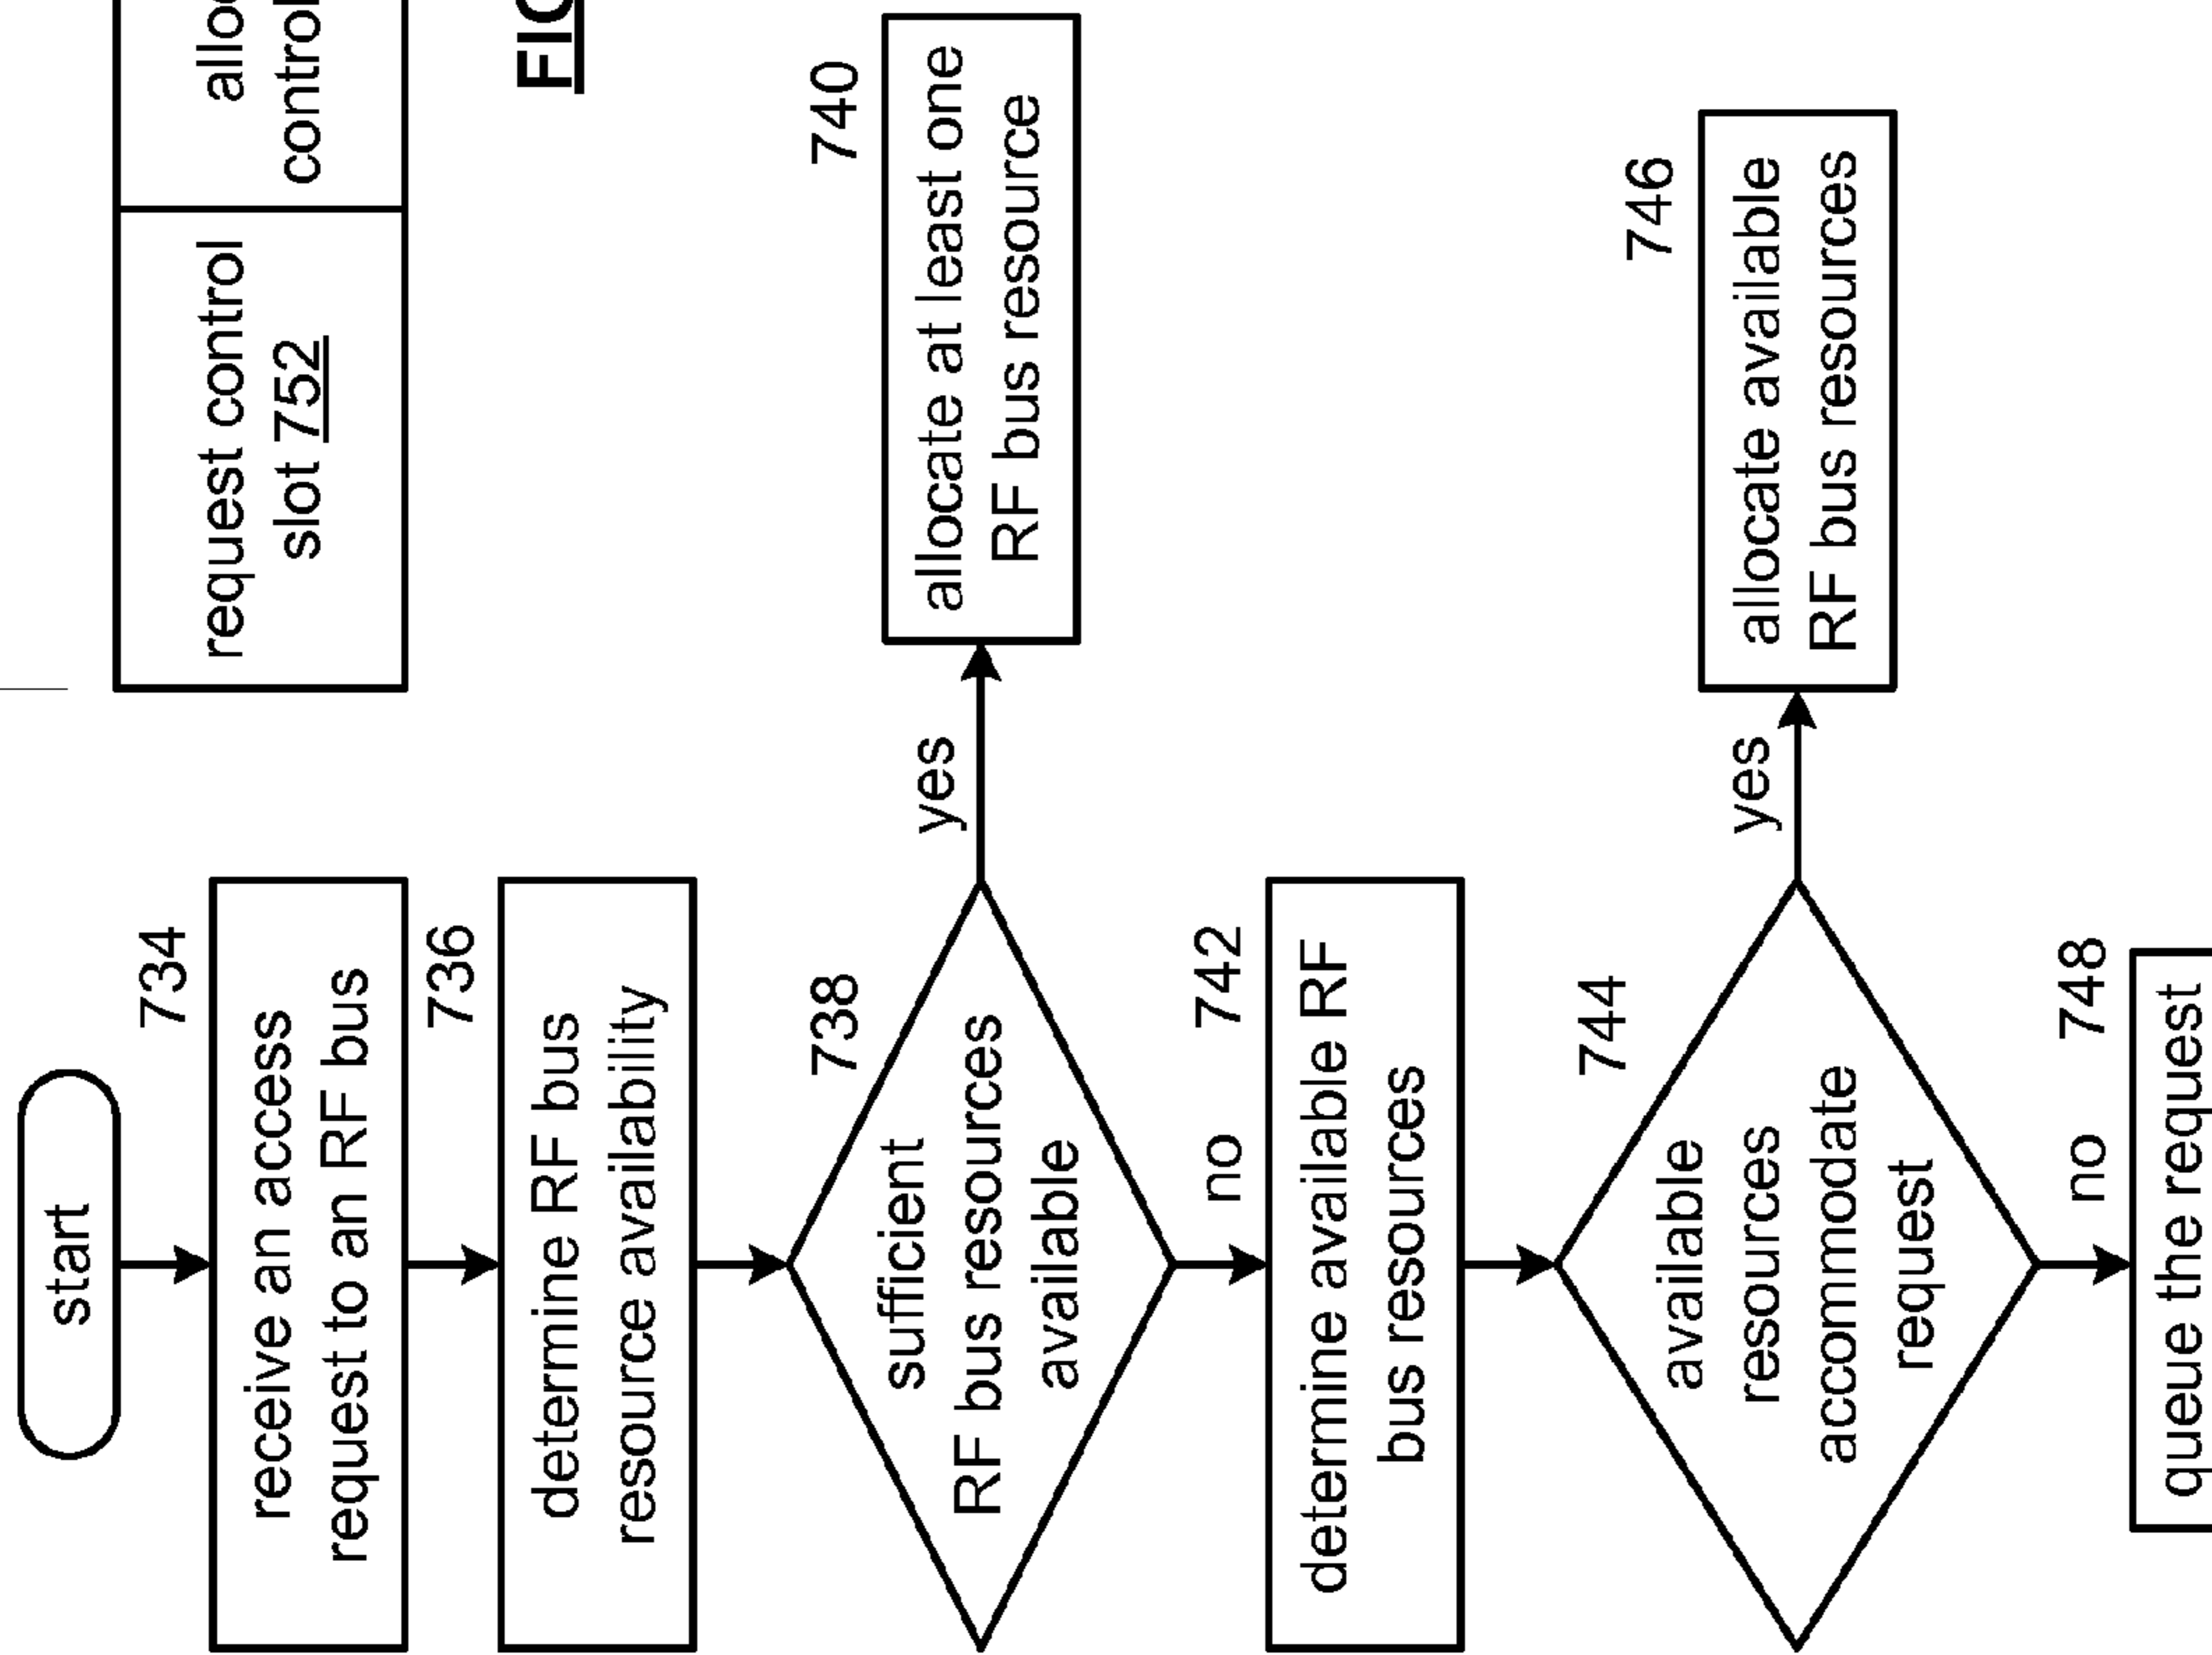 start
734
receive an access
request to an RF bus
736
determine RF bus
resource availability
738
sufficient
RF bus resources
available
yes
740
allocate at least one
RF bus resource
no
742
determine available RF
bus resources
744
available
resources
accommodate
request
yes
746
allocate available
RF bus resources
no
748
queue the request
request control
slot 752
control